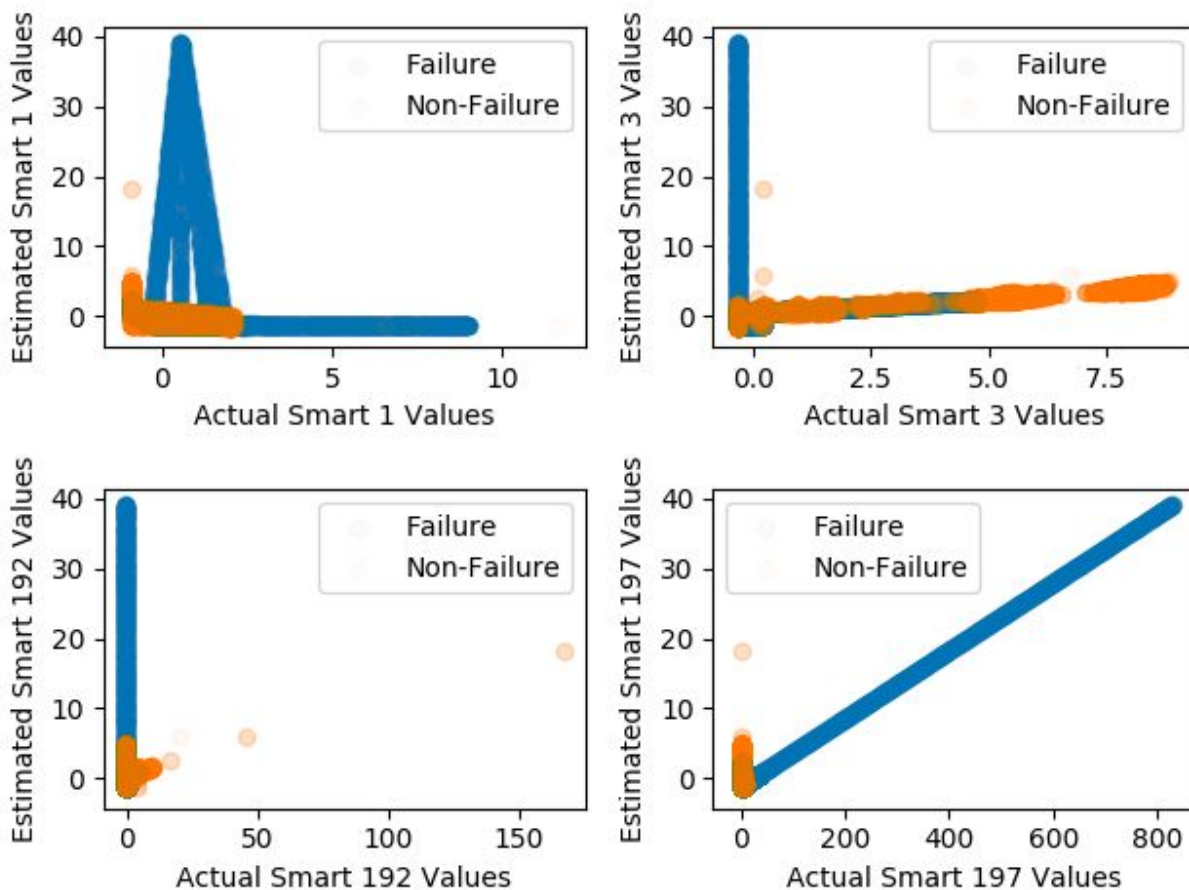 Estimated Smart 1 Values
40
30
20
10
0
Failure
Non-Failure
0 5 10
Actual Smart 1 Values
Estimated Smart 3 Values
40
30
20
10
0
Failure
Non-Failure
0.0 2.5 5.0 7.5
Actual Smart 3 Values
Estimated Smart 192 Values
40
30
20
10
0
Failure
Non-Failure
0 50 100 150
Actual Smart 192 Values
Estimated Smart 197 Values
40
30
20
10
0
Failure
Non-Failure
0 200 400 600 800
Actual Smart 197 Values